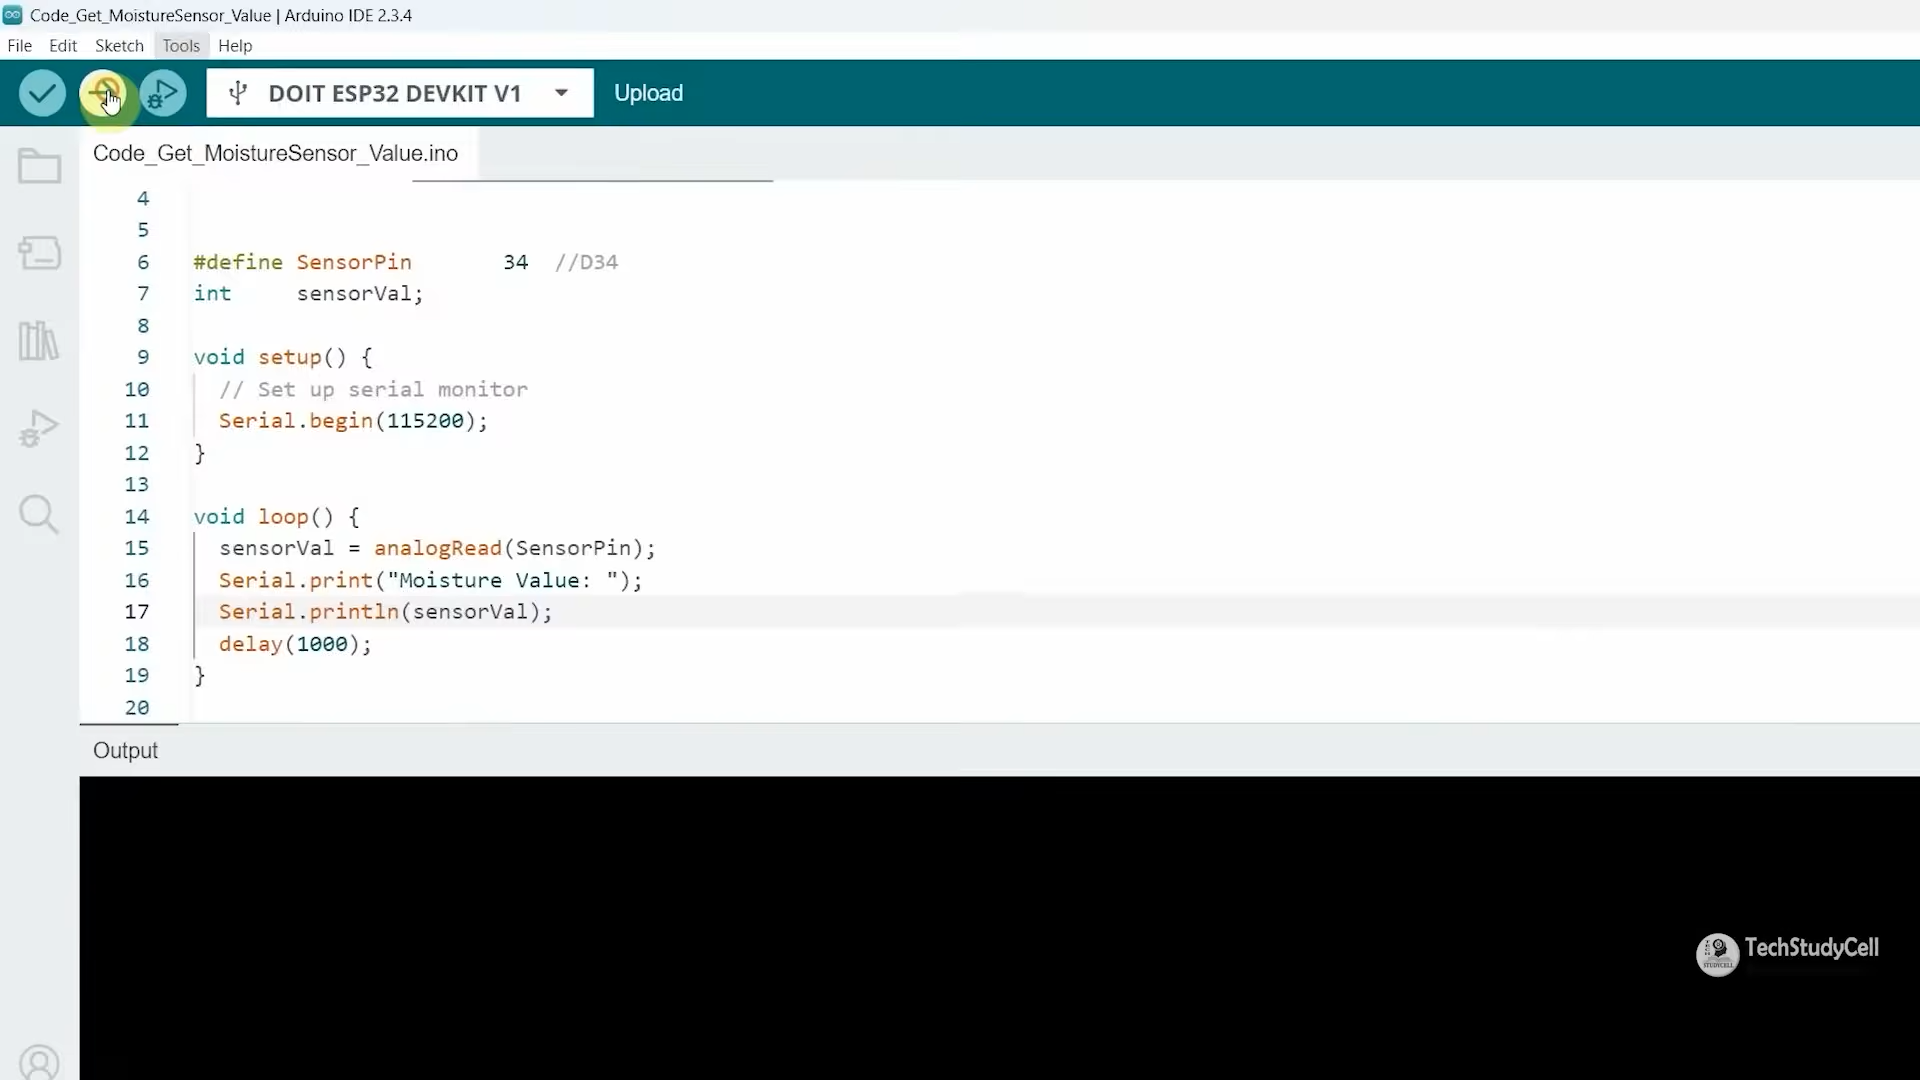 Code_Get_MoistureSensor_Value | Arduino IDE 2.3.4
File Edit Sketch Tools Help
DOIT ESP32 DEVKIT V1 Upload
Code_Get_MoistureSensor_Value.ino
4
5
6 #define SensorPin 34 //D34
7 int sensorVal;
8
9 void setup() {
10 // Set up serial monitor
11 Serial.begin(115200);
12 }
13
14 void loop() {
15 sensorVal = analogRead(SensorPin);
16 Serial.print("Moisture Value: ");
17 Serial.println(sensorVal);
18 delay(1000);
19 }
20
Output
STUDYCELL TechStudyCell